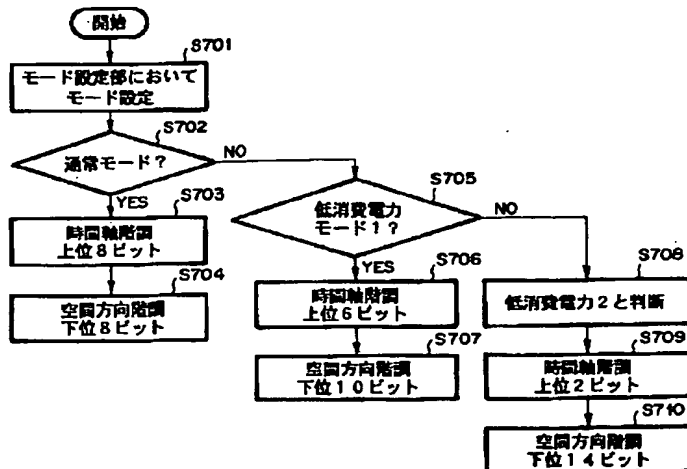 開始
S701
モード設定部において
モード設定
S702
通常モード？
NO
YES
S703
時間軸階調
上位8ビット
S704
空間方向階調
下位8ビット
S705
低消費電力
モード1？
NO
YES
S706
時間軸階調
上位6ビット
S707
空間方向階調
下位10ビット
S708
低消費電力2と判断
S709
時間軸階調
上位2ビット
S710
空間方向階調
下位14ビット